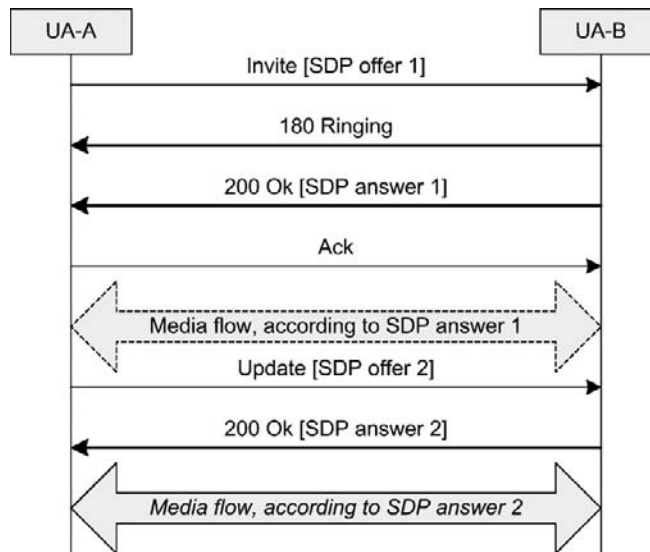 UA-A
UA-B
Invite [SDP offer 1]
180 Ringing
200 Ok [SDP answer 1]
Ack
Media flow, according to SDP answer 1
Update [SDP offer 2]
200 Ok [SDP answer 2]
Media flow, according to SDP answer 2